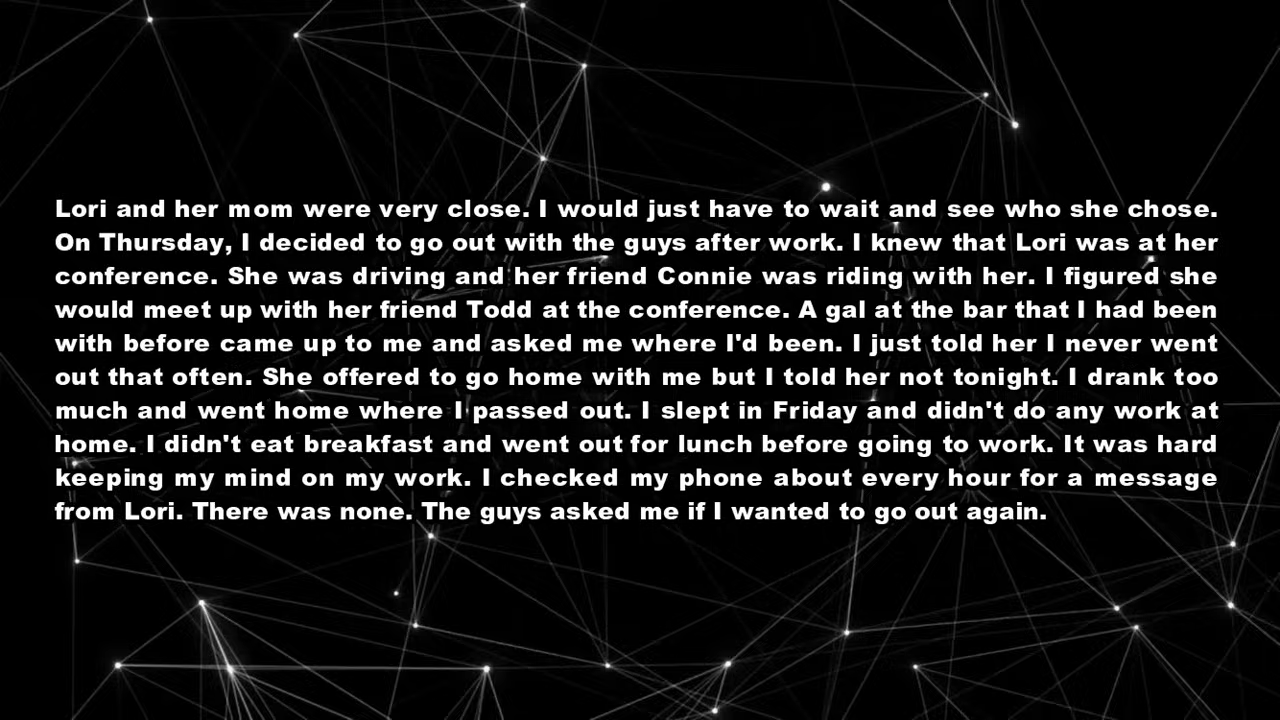 Lori and her mom were very close. I would just have to wait and see who she chose.
On Thursday, I decided to go out with the guys after work. I knew that Lori was at her
conference. She was driving and her friend Connie was riding with her. I figured she
would meet up with her friend Todd at the conference. A gal at the bar that I had been
with before came up to me and asked me where I'd been. I just told her I never went
out that often. She offered to go home with me but I told her not tonight. I drank too
much and went home where I passed out. I slept in Friday and didn't do any work at
home. I didn't eat breakfast and went out for lunch before going to work. It was hard
keeping my mind on my work. I checked my phone about every hour for a message
from Lori. There was none. The guys asked me if I wanted to go out again.